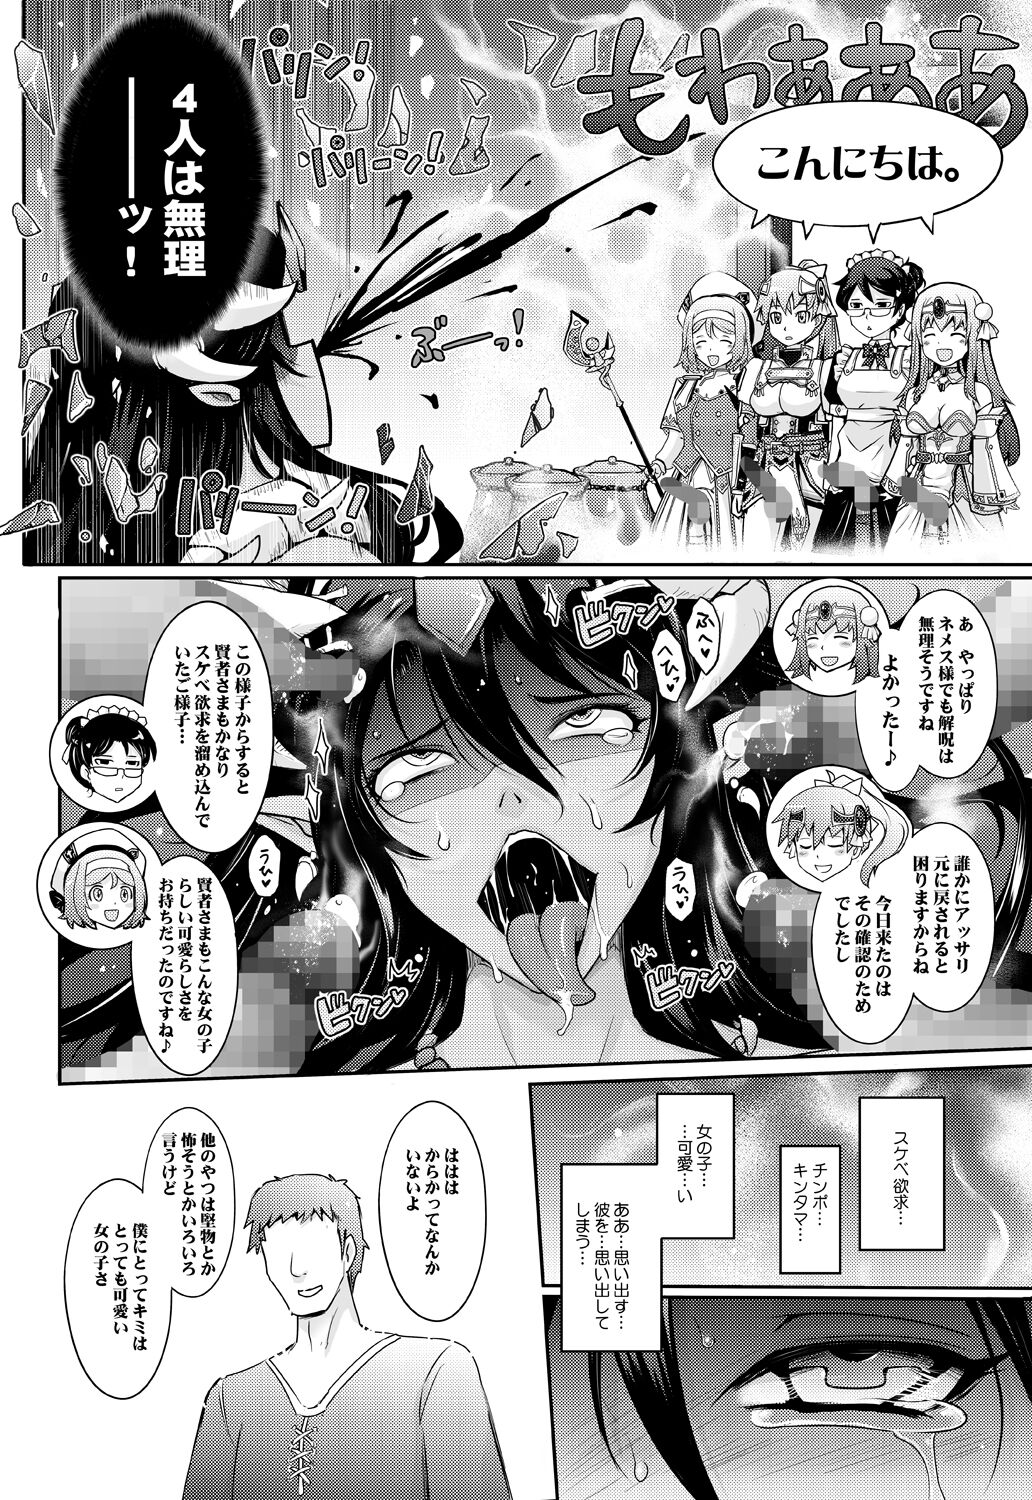 もわぁああ
こんにちは。
パリン！
パリーン！
ぶーっ！
パリーン！
4人は無理
――ッ！
あ　やっぱり
ネメス様でも解呪は
無理そうですね
よかったー♪
誰かにアッサリ
元に戻されると
困りますからね
今日来たのは
その確認のため
でした
ビクンッ♥
ふへ♥
へひっ♥
うひっ♥
うひ♥
ビクン♥
ビクン♥
この様子からすると
賢者さまもかなり
スケベ欲求を溜め込んで
いたご様子…
賢者さまもこんな女の子
らしい可愛らしさを
お持ちだったのですね♪
スケベ欲求…
チンポ…
キンタマ…
女の子…
…可愛…い
ああ…思い出す…
彼を…思い出して
しまう…
ははは
からかってなんか
いないよ
他のやつは堅物とか
怖そうとかいろいろ
言うけど
僕にとってキミは
とっても可愛い
女の子さ